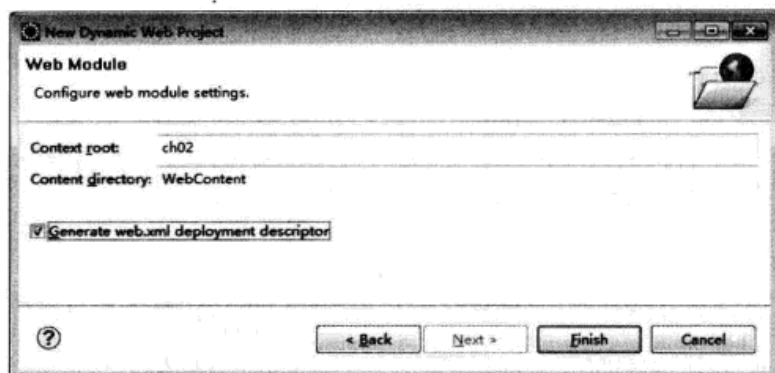 New Dynamic Web Project
Web Module
Configure web module settings.
Context root: ch02
Content directory: WebContent
Generate web.xml deployment descriptor
?
< Back Next > Finish Cancel